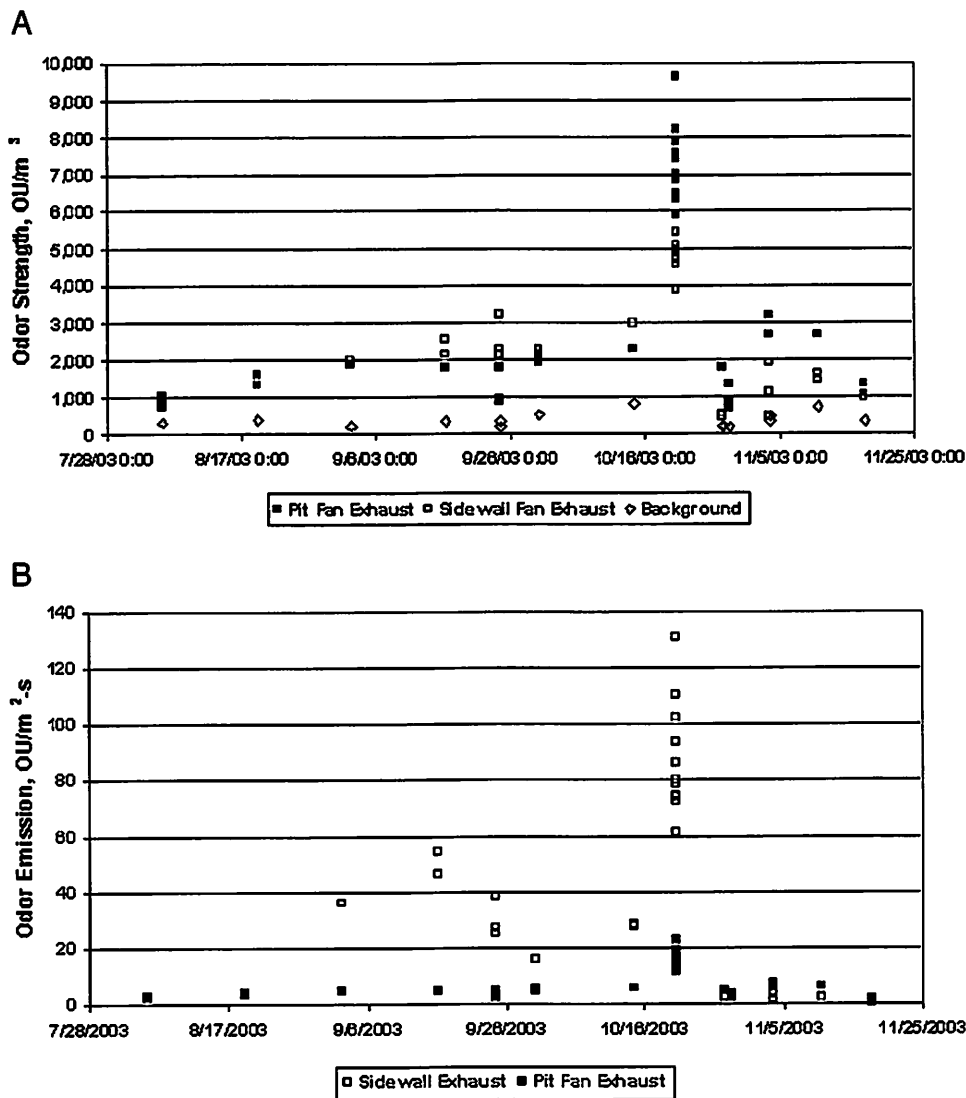 A
Odor Strength, OU/m³
10,000
9,000
8,000
7,000
6,000
5,000
4,000
3,000
2,000
1,000
0
7/28/03 0:00 8/17/03 0:00 9/6/03 0:00 9/26/03 0:00 10/16/03 0:00 11/5/03 0:00 11/25/03 0:00
Pit Fan Exhaust Sidewall Fan Exhaust Background
B
Odor Emission, OU/m²-s
140
120
100
80
60
40
20
0
7/28/2003 8/17/2003 9/6/2003 9/26/2003 10/16/2003 11/5/2003 11/25/2003
Sidewall Exhaust Pit Fan Exhaust